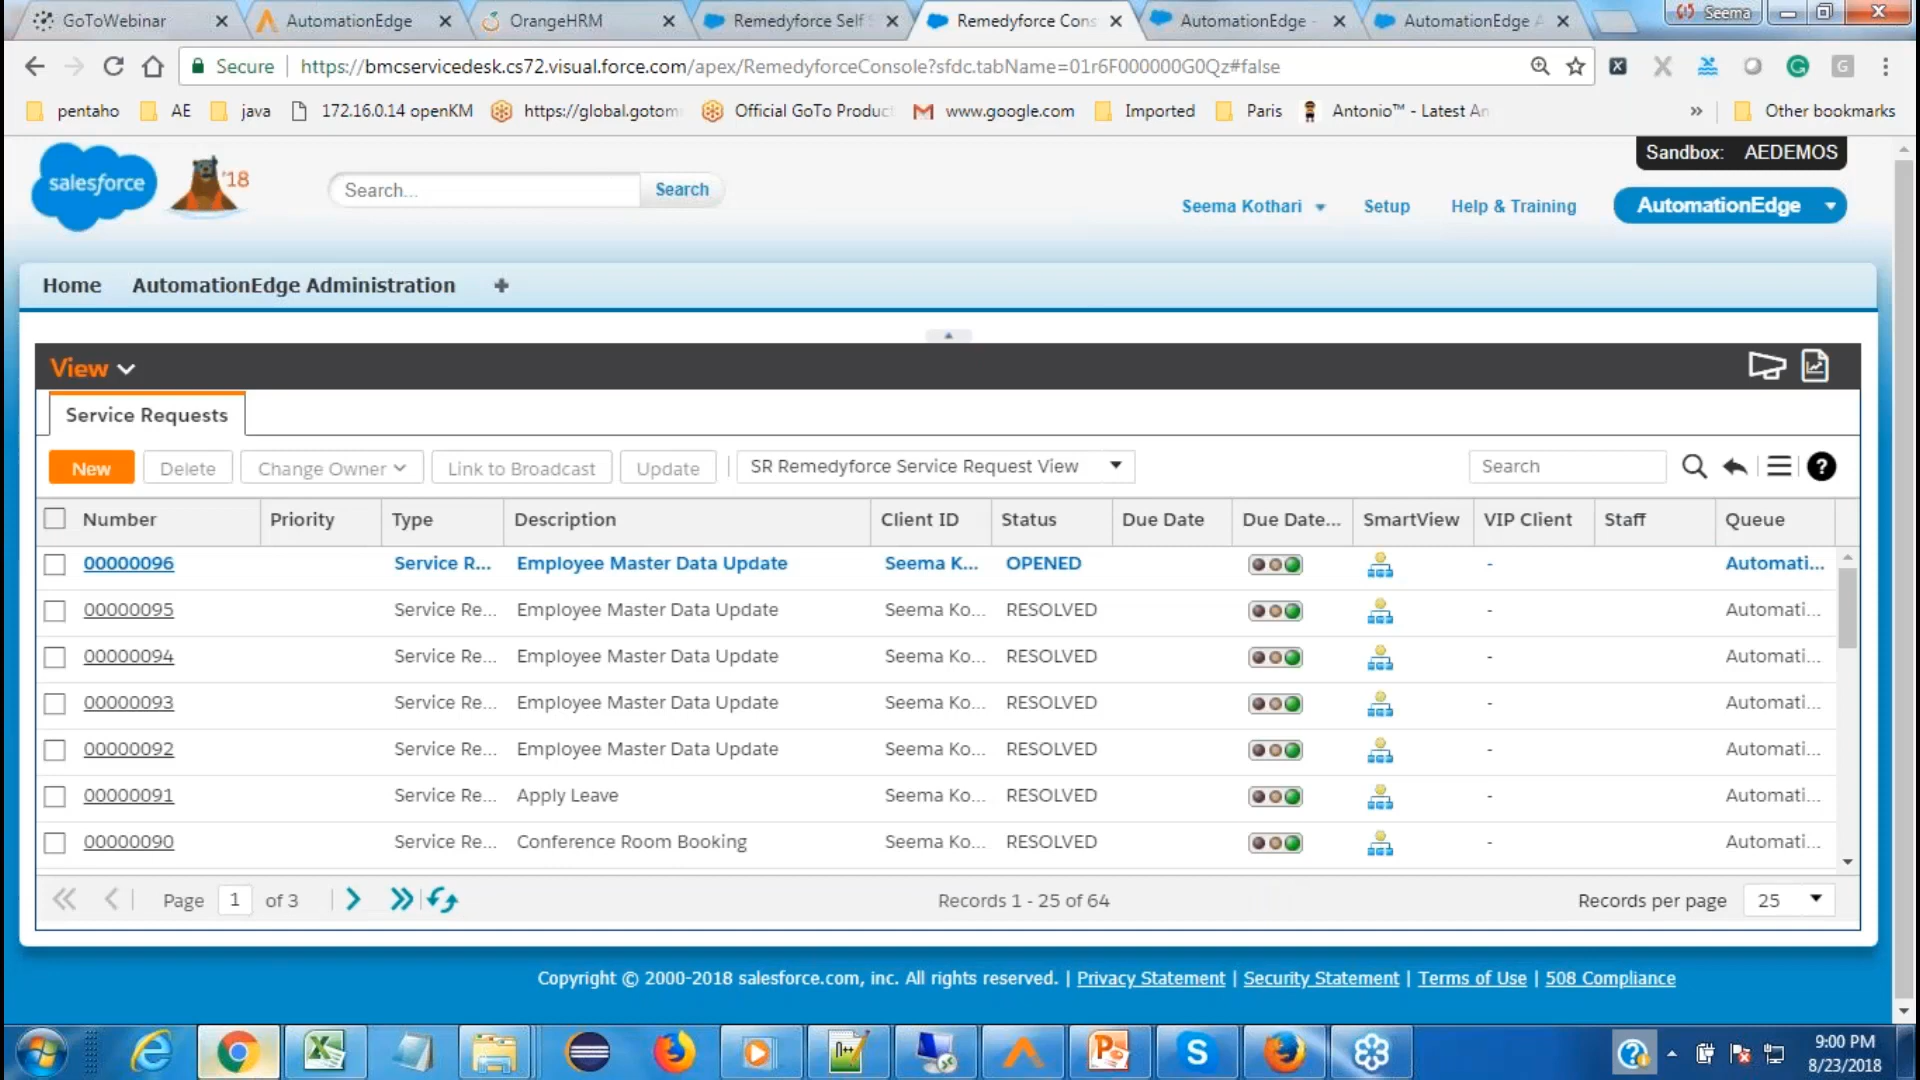 GoToWebinar
AutomationEdge
OrangeHRM
Remedyforce Self S
Remedyforce Cons
AutomationEdge -
AutomationEdge A
Seema
Secure
https://bmcservicedesk.cs72.visual.force.com/apex/RemedyforceConsole?sfdc.tabName=01r6F000000G0Qz#false
pentaho
AE
java
172.16.0.14 openKM
https://global.gotom
Official GoTo Product
www.google.com
Imported
Paris
Antonio™ - Latest An
»
Other bookmarks
salesforce
'18
Search...
Search
Sandbox: AEDEMOS
Seema Kothari
Setup
Help & Training
AutomationEdge
Home
AutomationEdge Administration
+
View
Service Requests
New
Delete
Change Owner
Link to Broadcast
Update
SR Remedyforce Service Request View
Search
?
Number Priority Type Description Client ID Status Due Date Due Date... SmartView VIP Client Staff Queue
00000096 Service R... Employee Master Data Update Seema K... OPENED - Automati...
00000095 Service Re... Employee Master Data Update Seema Ko... RESOLVED - Automati...
00000094 Service Re... Employee Master Data Update Seema Ko... RESOLVED - Automati...
00000093 Service Re... Employee Master Data Update Seema Ko... RESOLVED - Automati...
00000092 Service Re... Employee Master Data Update Seema Ko... RESOLVED - Automati...
00000091 Service Re... Apply Leave Seema Ko... RESOLVED - Automati...
00000090 Service Re... Conference Room Booking Seema Ko... RESOLVED - Automati...
Page 1 of 3
Records 1 - 25 of 64
Records per page 25
Copyright © 2000-2018 salesforce.com, inc. All rights reserved. | Privacy Statement | Security Statement | Terms of Use | 508 Compliance
9:00 PM
8/23/2018